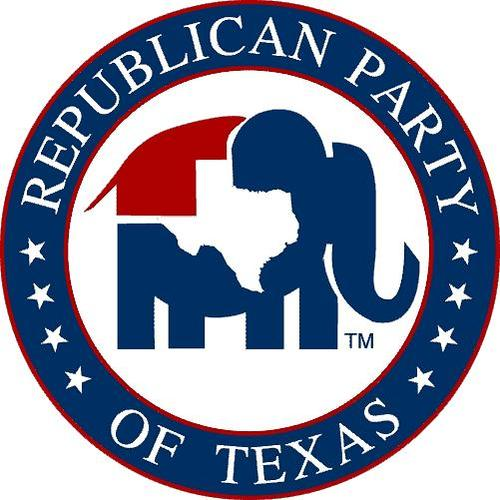 REPUBLICAN PARTY
OF TEXAS
TM